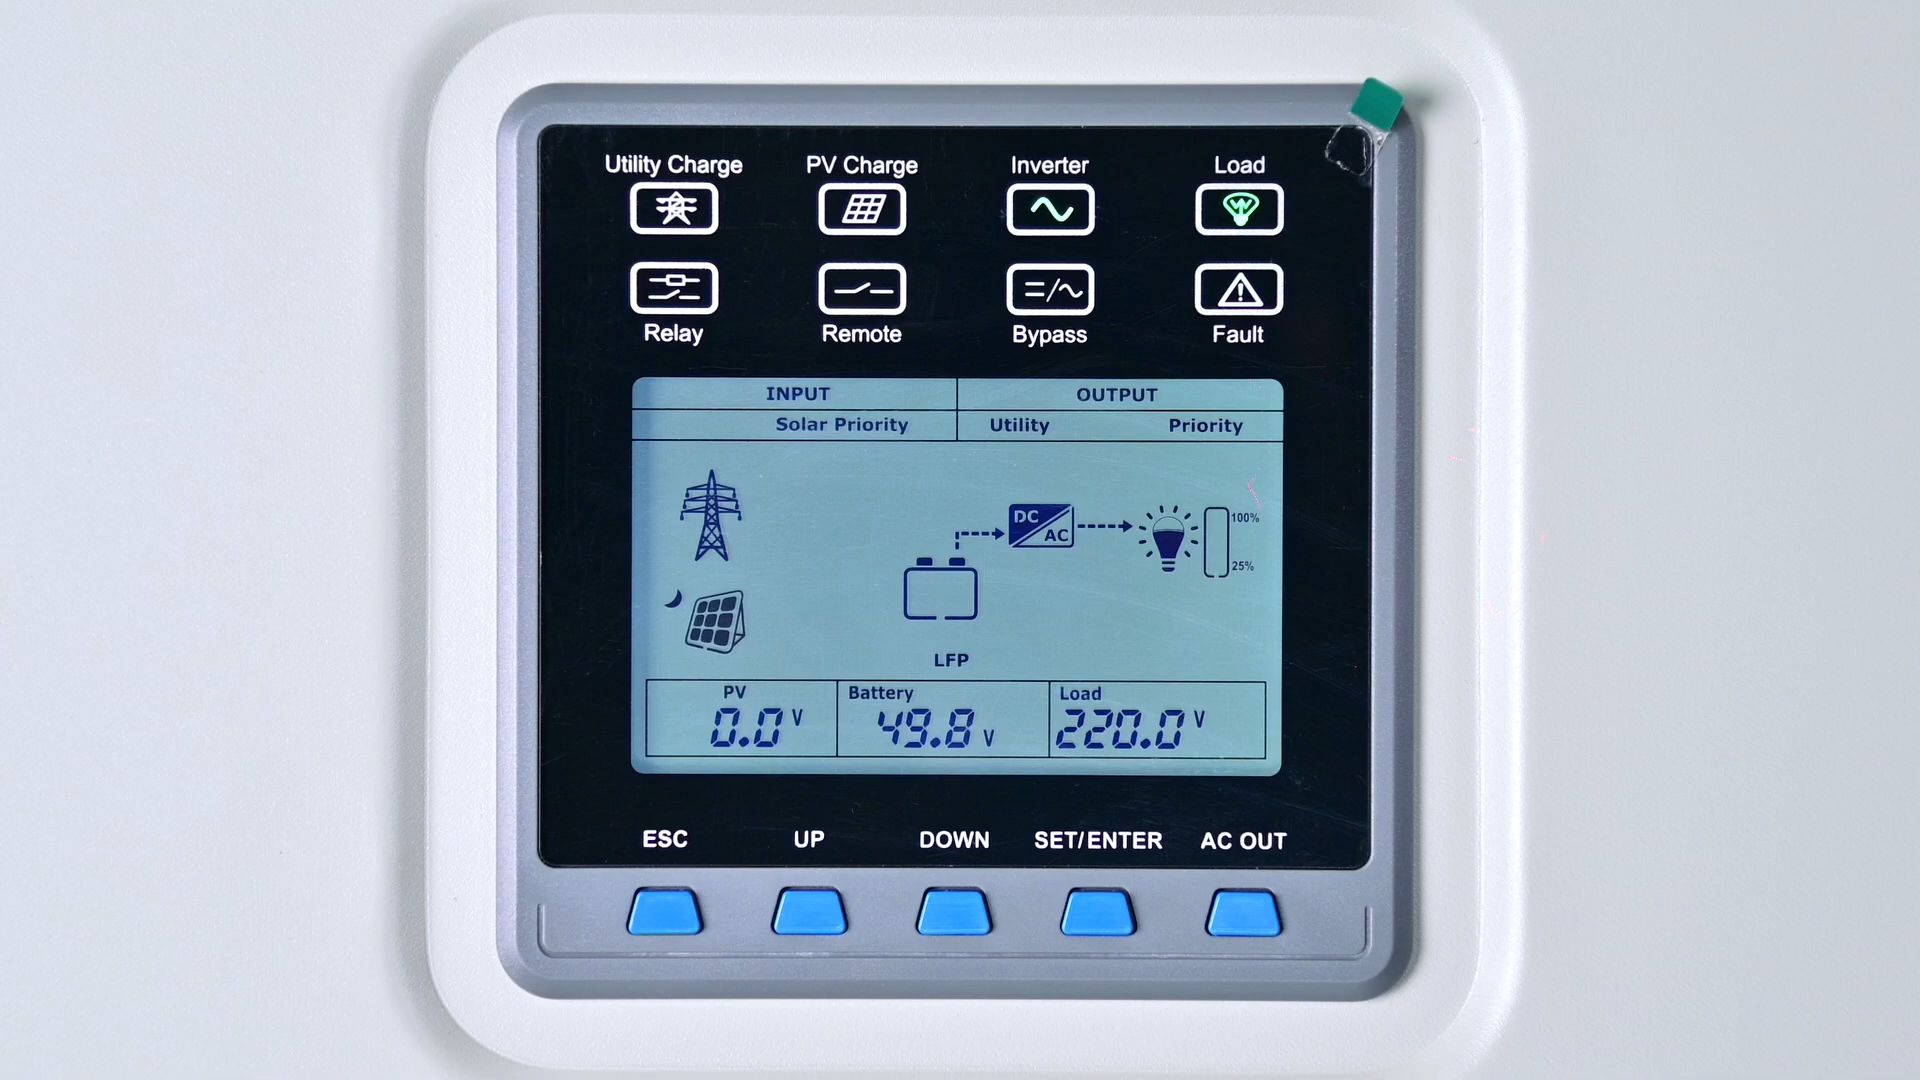 Utility Charge PV Charge Inverter Load
Relay Remote Bypass Fault
INPUT OUTPUT
Solar Priority Utility Priority
DC
AC
100%
25%
LFP
PV Battery Load
0.0 V 49.8 V 220.0 V
ESC UP DOWN SET/ENTER AC OUT